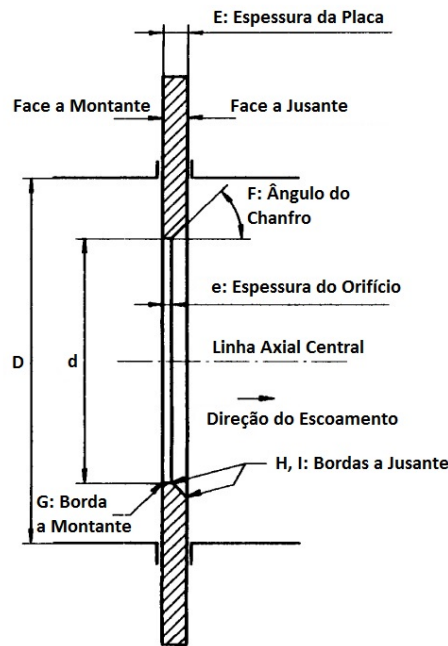 E: Espessura da Placa
Face a Montante
Face a Jusante
F: Ângulo do
Chanfro
e: Espessura do Orifício
D
d
Linha Axial Central
Direção do Escoamento
H, I: Bordas a Jusante
G: Borda
a Montante